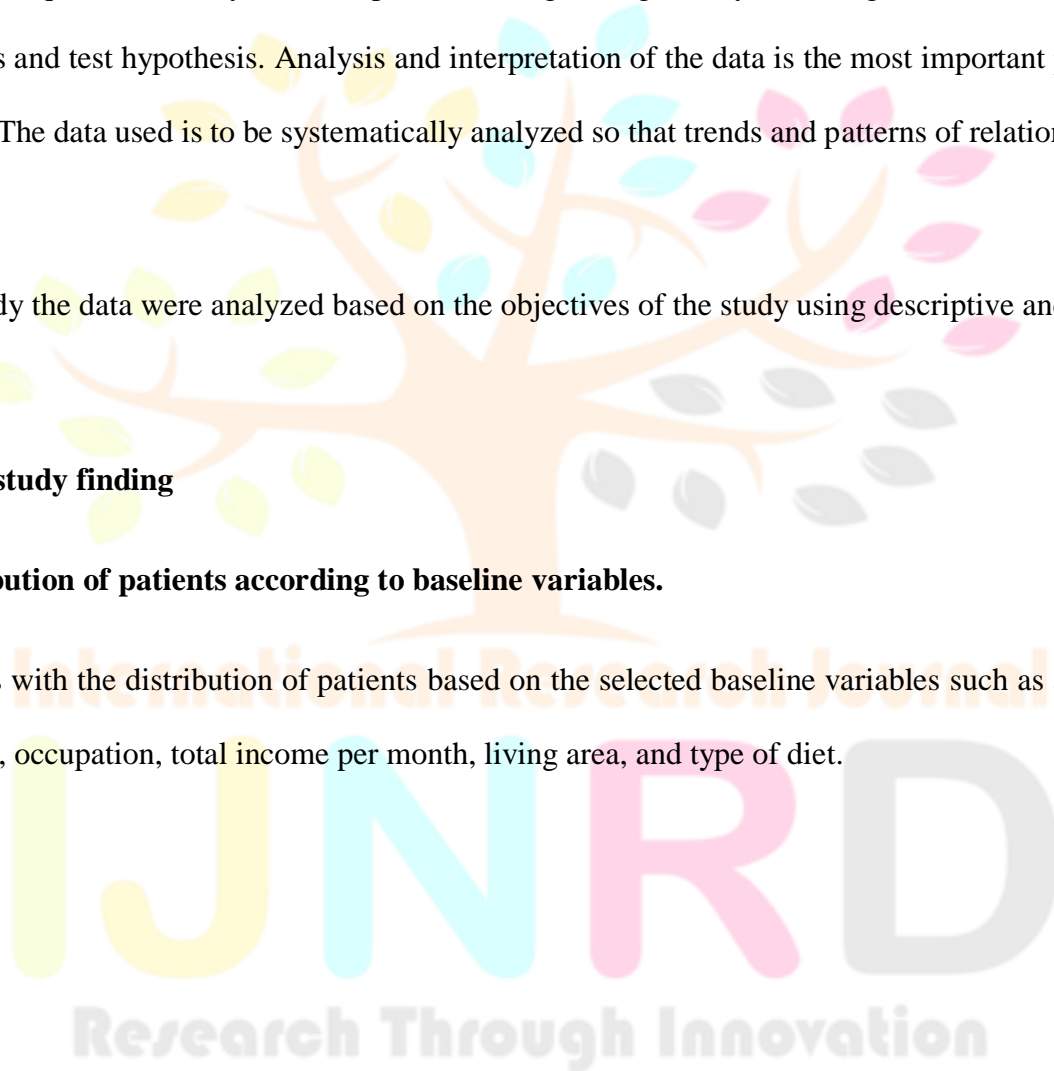 s and test hypothesis. Analysis and interpretation of the data is the most important
The data used is to be systematically analyzed so that trends and patterns of relation
dy the data were analyzed based on the objectives of the study using descriptive and
study finding
bution of patients according to baseline variables.
s with the distribution of patients based on the selected baseline variables such as
International Research Journal
, occupation, total income per month, living area, and type of diet.
IJNRD
Research Through Innovation